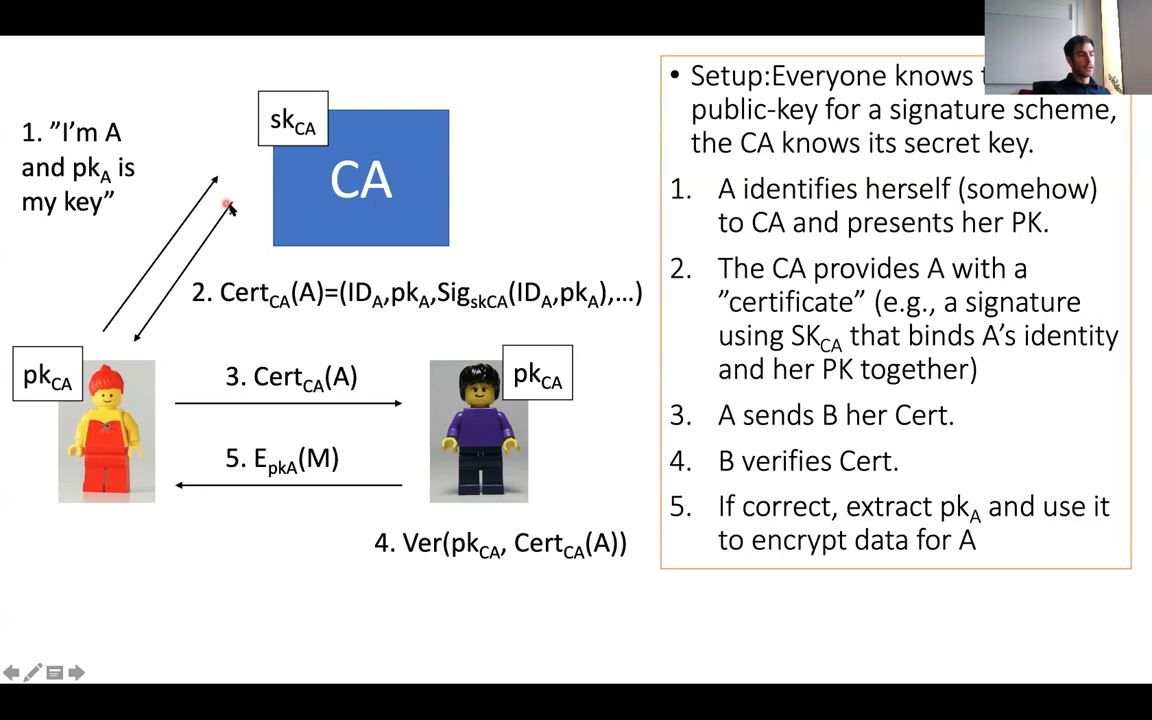 1. ”I’m A
and pkA is
my key”
skCA
CA
2. CertCA(A)=(IDA,pkA,SigskCA(IDA,pkA),…)
pkCA
3. CertCA(A)
pkCA
5. EpkA(M)
4. Ver(pkCA, CertCA(A))
• Setup:Everyone knows
public-key for a signature scheme,
the CA knows its secret key.
1. A identifies herself (somehow)
to CA and presents her PK.
2. The CA provides A with a
”certificate” (e.g., a signature
using SKCA that binds A’s identity
and her PK together)
3. A sends B her Cert.
4. B verifies Cert.
5. If correct, extract pkA and use it
to encrypt data for A